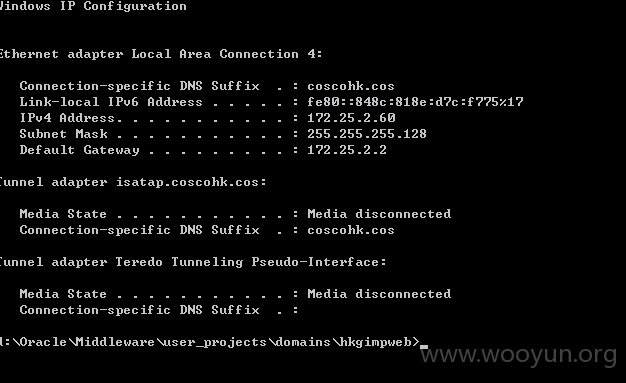 Windows IP Configuration
Ethernet adapter Local Area Connection 4:
Connection-specific DNS Suffix . : coscohk.cos
Link-local IPv6 Address . . . . . : fe80::848c:818e:d7c:f775%17
IPv4 Address. . . . . . . . . . . : 172.25.2.60
Subnet Mask . . . . . . . . . . . : 255.255.255.128
Default Gateway . . . . . . . . . : 172.25.2.2
Tunnel adapter isatap.coscohk.cos:
Media State . . . . . . . . . . . : Media disconnected
Connection-specific DNS Suffix . : coscohk.cos
Tunnel adapter Teredo Tunneling Pseudo-Interface:
Media State . . . . . . . . . . . : Media disconnected
Connection-specific DNS Suffix . :
d:\Oracle\Middleware\user_projects\domains\hkgimpweb>_
www.wooyun.org